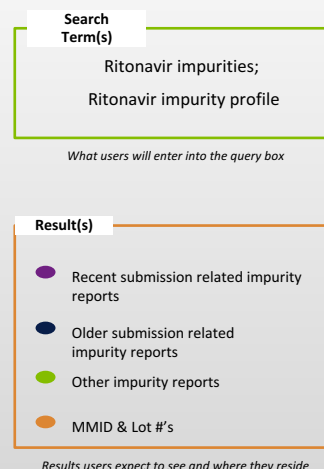 Search
Term(s)
Ritonavir impurities;
Ritonavir impurity profile
What users will enter into the query box
Result(s)
Recent submission related impurity
reports
Older submission related
impurity reports
Other impurity reports
MMID & Lot #'s
Results users expect to see and where they reside